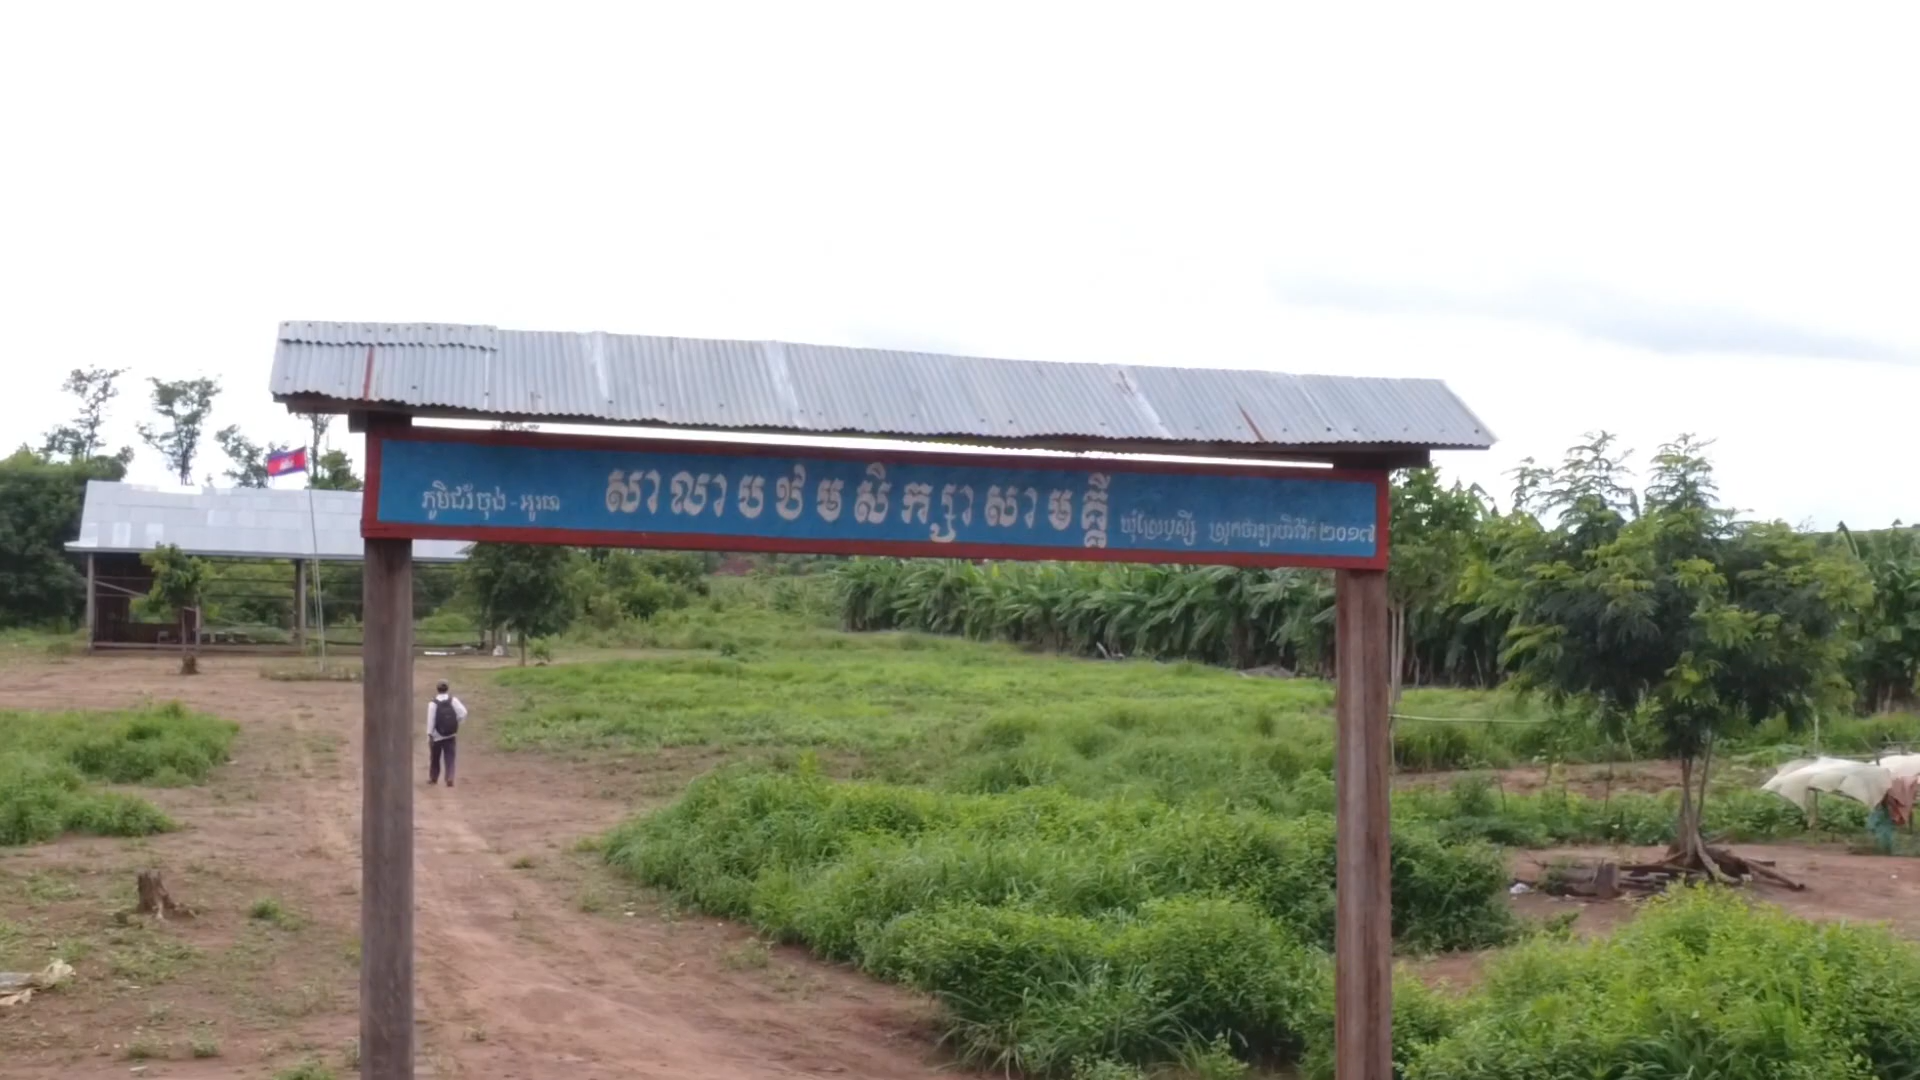 ភូមិជរៃចុង - អូរធា សាលាបឋមសិក្សាសាមគ្គី ឃុំស្រែឫស្សី ស្រុកថាឡាបរិវ៉ាត់ ២០១៧